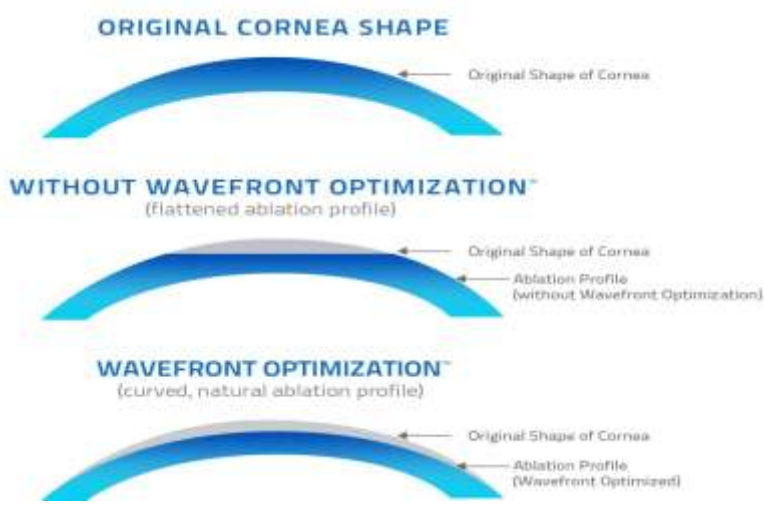 ORIGINAL CORNEA SHAPE
Original Shape of Cornea
WITHOUT WAVEFRONT OPTIMIZATION™
(flattened ablation profile)
Original Shape of Cornea
Ablation Profile
(without Wavefront Optimization)
WAVEFRONT OPTIMIZATION™
(curved, natural ablation profile)
Original Shape of Cornea
Ablation Profile
(Wavefront Optimized)